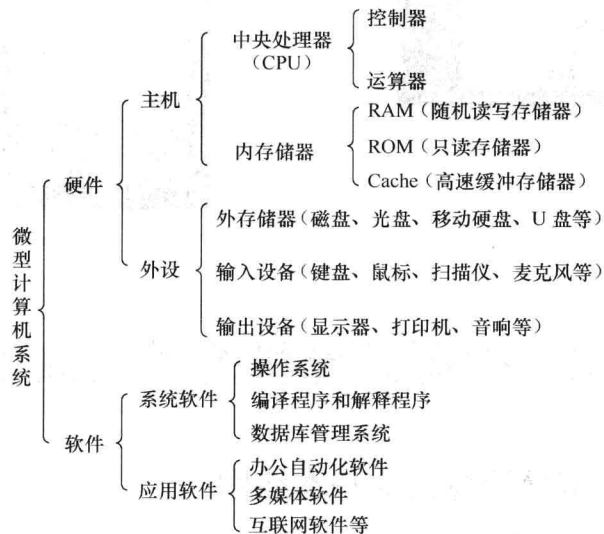 微型计算机系统
硬件
主机
中央处理器
（CPU）
控制器
运算器
内存储器
RAM（随机读写存储器）
ROM（只读存储器）
Cache（高速缓冲存储器）
外设
外存储器（磁盘、光盘、移动硬盘、U 盘等）
输入设备（键盘、鼠标、扫描仪、麦克风等）
输出设备（显示器、打印机、音响等）
软件
系统软件
操作系统
编译程序和解释程序
数据库管理系统
应用软件
办公自动化软件
多媒体软件
互联网软件等